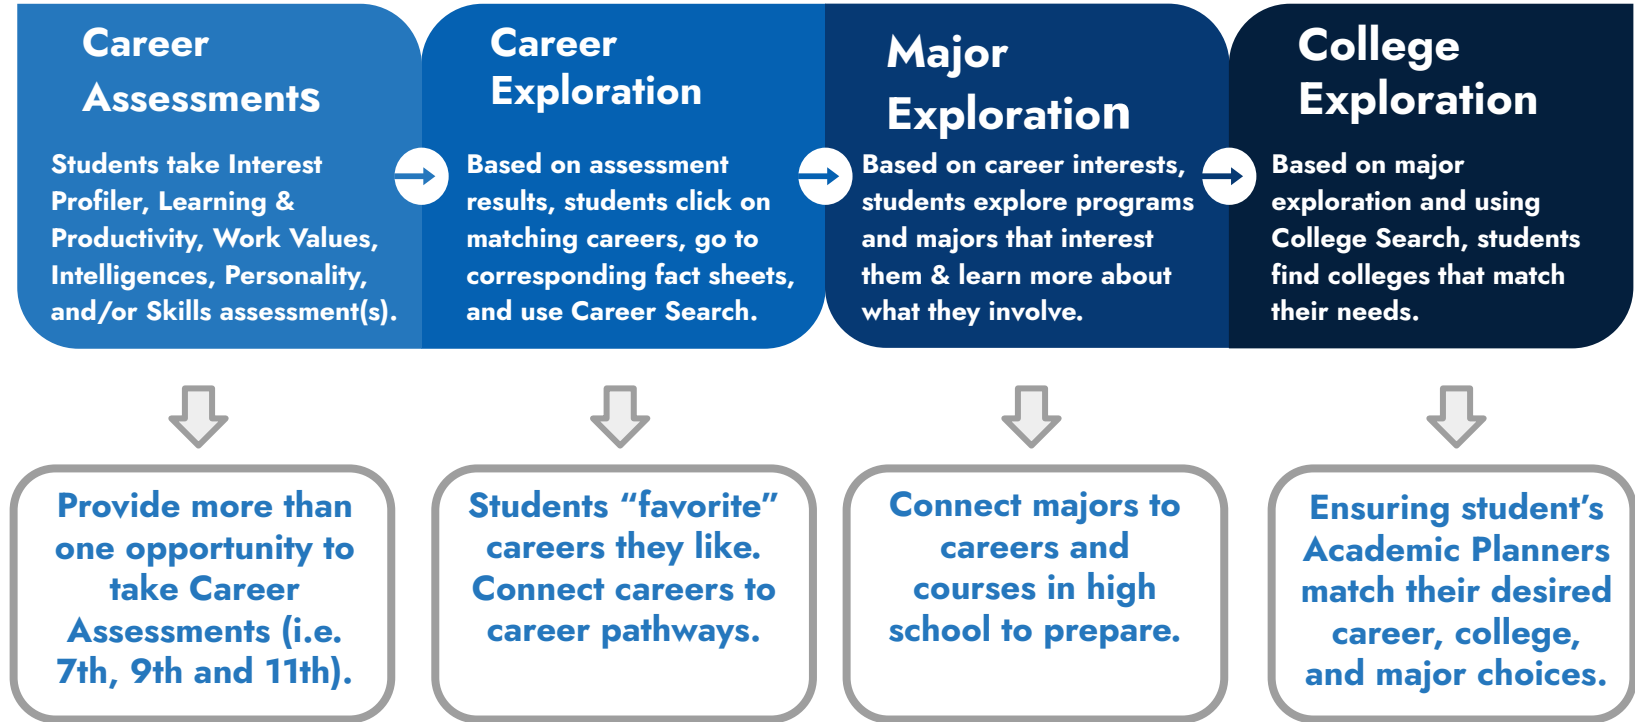 Career
Assessments
Students take Interest
Profiler, Learning &
Productivity, Work Values,
Intelligences, Personality,
and/or Skills assessment(s).
Career
Exploration
Based on assessment
results, students click on
matching careers, go to
corresponding fact sheets,
and use Career Search.
Major
Exploration
Based on career interests,
students explore programs
and majors that interest
them & learn more about
what they involve.
College
Exploration
Based on major
exploration and using
College Search, students
find colleges that match
their needs.
Provide more than
one opportunity to
take Career
Assessments (i.e.
7th, 9th and 11th).
Students “favorite”
careers they like.
Connect careers to
career pathways.
Connect majors to
careers and
courses in high
school to prepare.
Ensuring student’s
Academic Planners
match their desired
career, college,
and major choices.